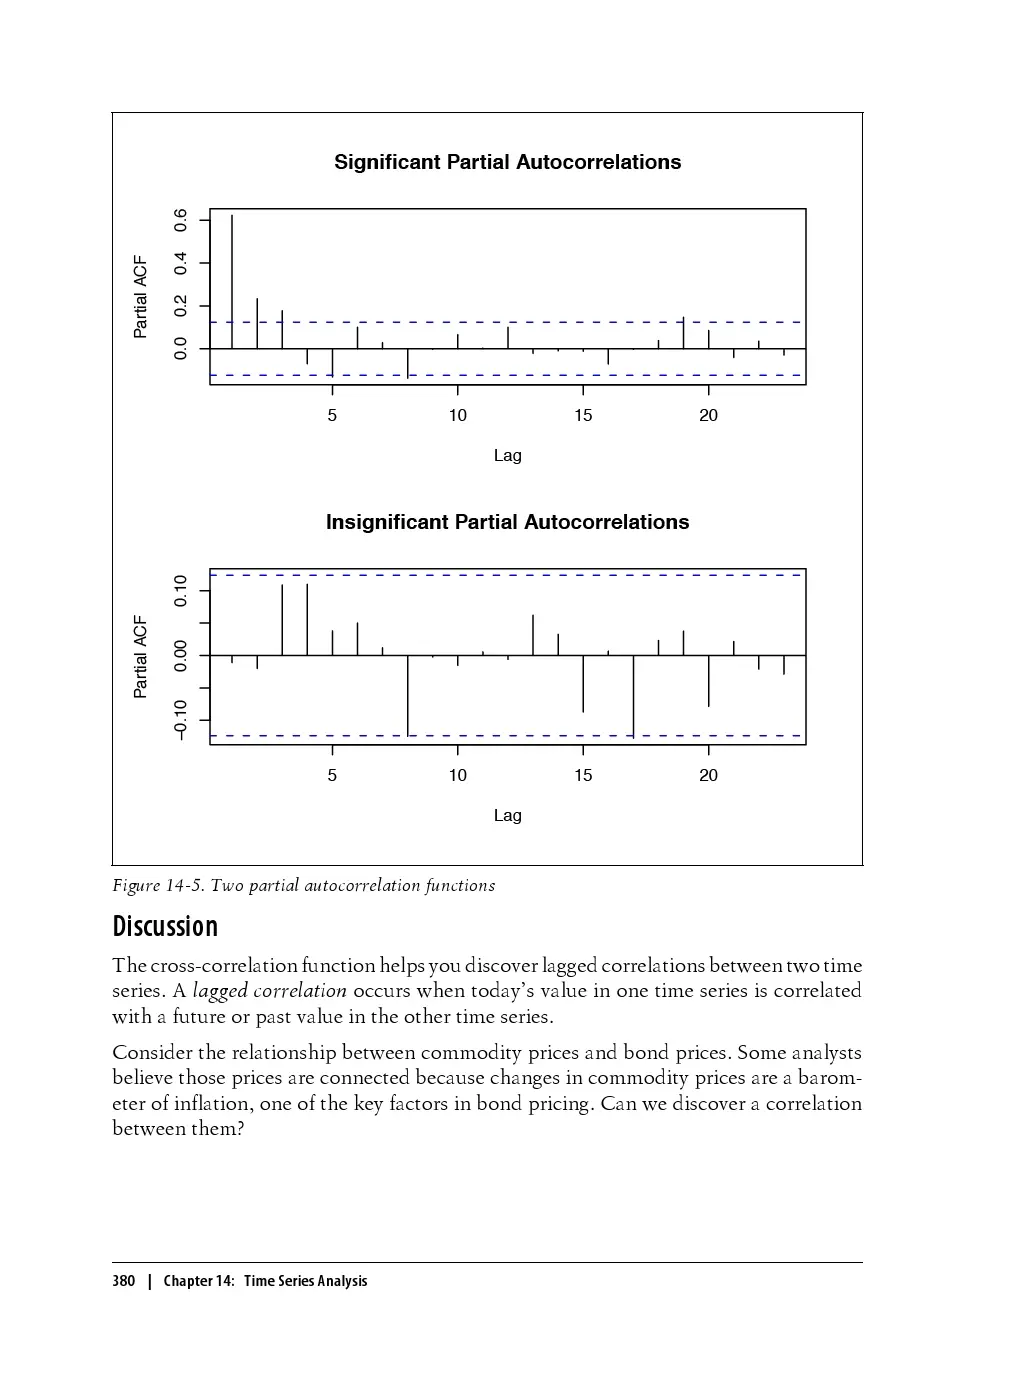 Significant Partial Autocorrelations
Partial ACF
0.0 0.2 0.4 0.6
5 10 15 20
Lag
Insignificant Partial Autocorrelations
Partial ACF
−0.10 0.00 0.10
5 10 15 20
Lag
Figure 14-5. Two partial autocorrelation functions
Discussion
The cross-correlation function helps you discover lagged correlations between two time
series. A lagged correlation occurs when today’s value in one time series is correlated
with a future or past value in the other time series.
Consider the relationship between commodity prices and bond prices. Some analysts
believe those prices are connected because changes in commodity prices are a barom-
eter of inflation, one of the key factors in bond pricing. Can we discover a correlation
between them?
380 | Chapter 14: Time Series Analysis